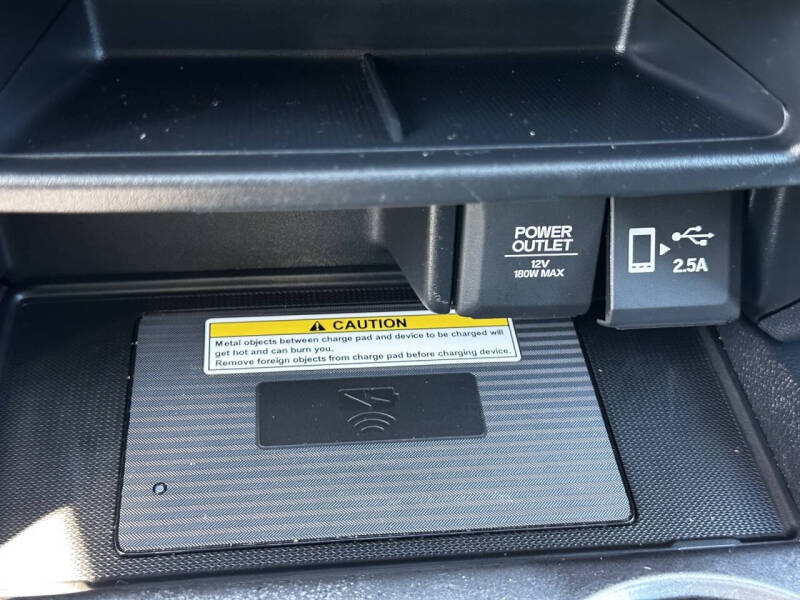 POWER
OUTLET
12V
180W MAX
2.5A
CAUTION
Metal objects between charge pad and device to be charged will
get hot and can burn you.
Remove foreign objects from charge pad before charging device.